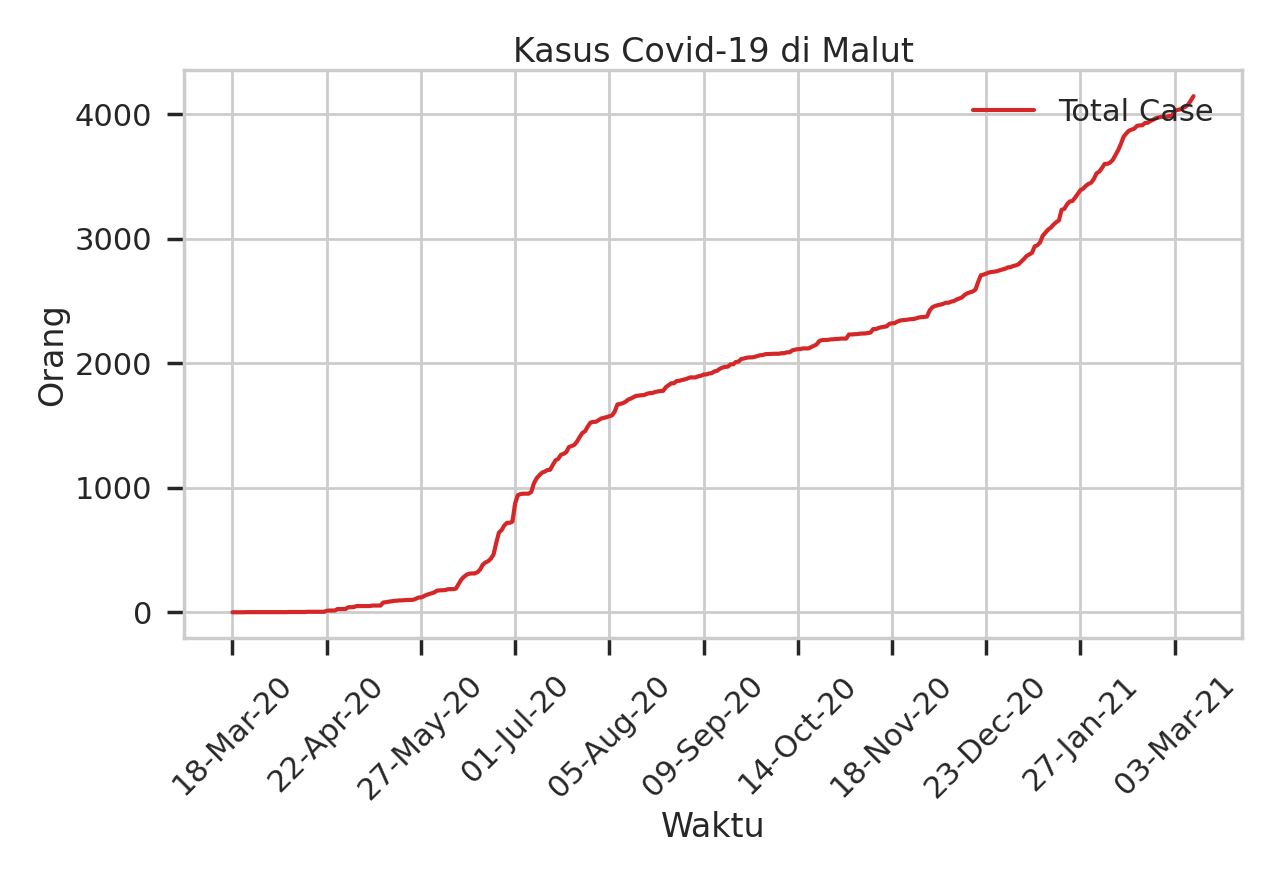 Kasus Covid-19 di Malut
Total Case
4000
3000
2000
1000
0
Orang
18-Mar-20
22-Apr-20
27-May-20
01-Jul-20
05-Aug-20
09-Sep-20
14-Oct-20
18-Nov-20
23-Dec-20
27-Jan-21
03-Mar-21
Waktu